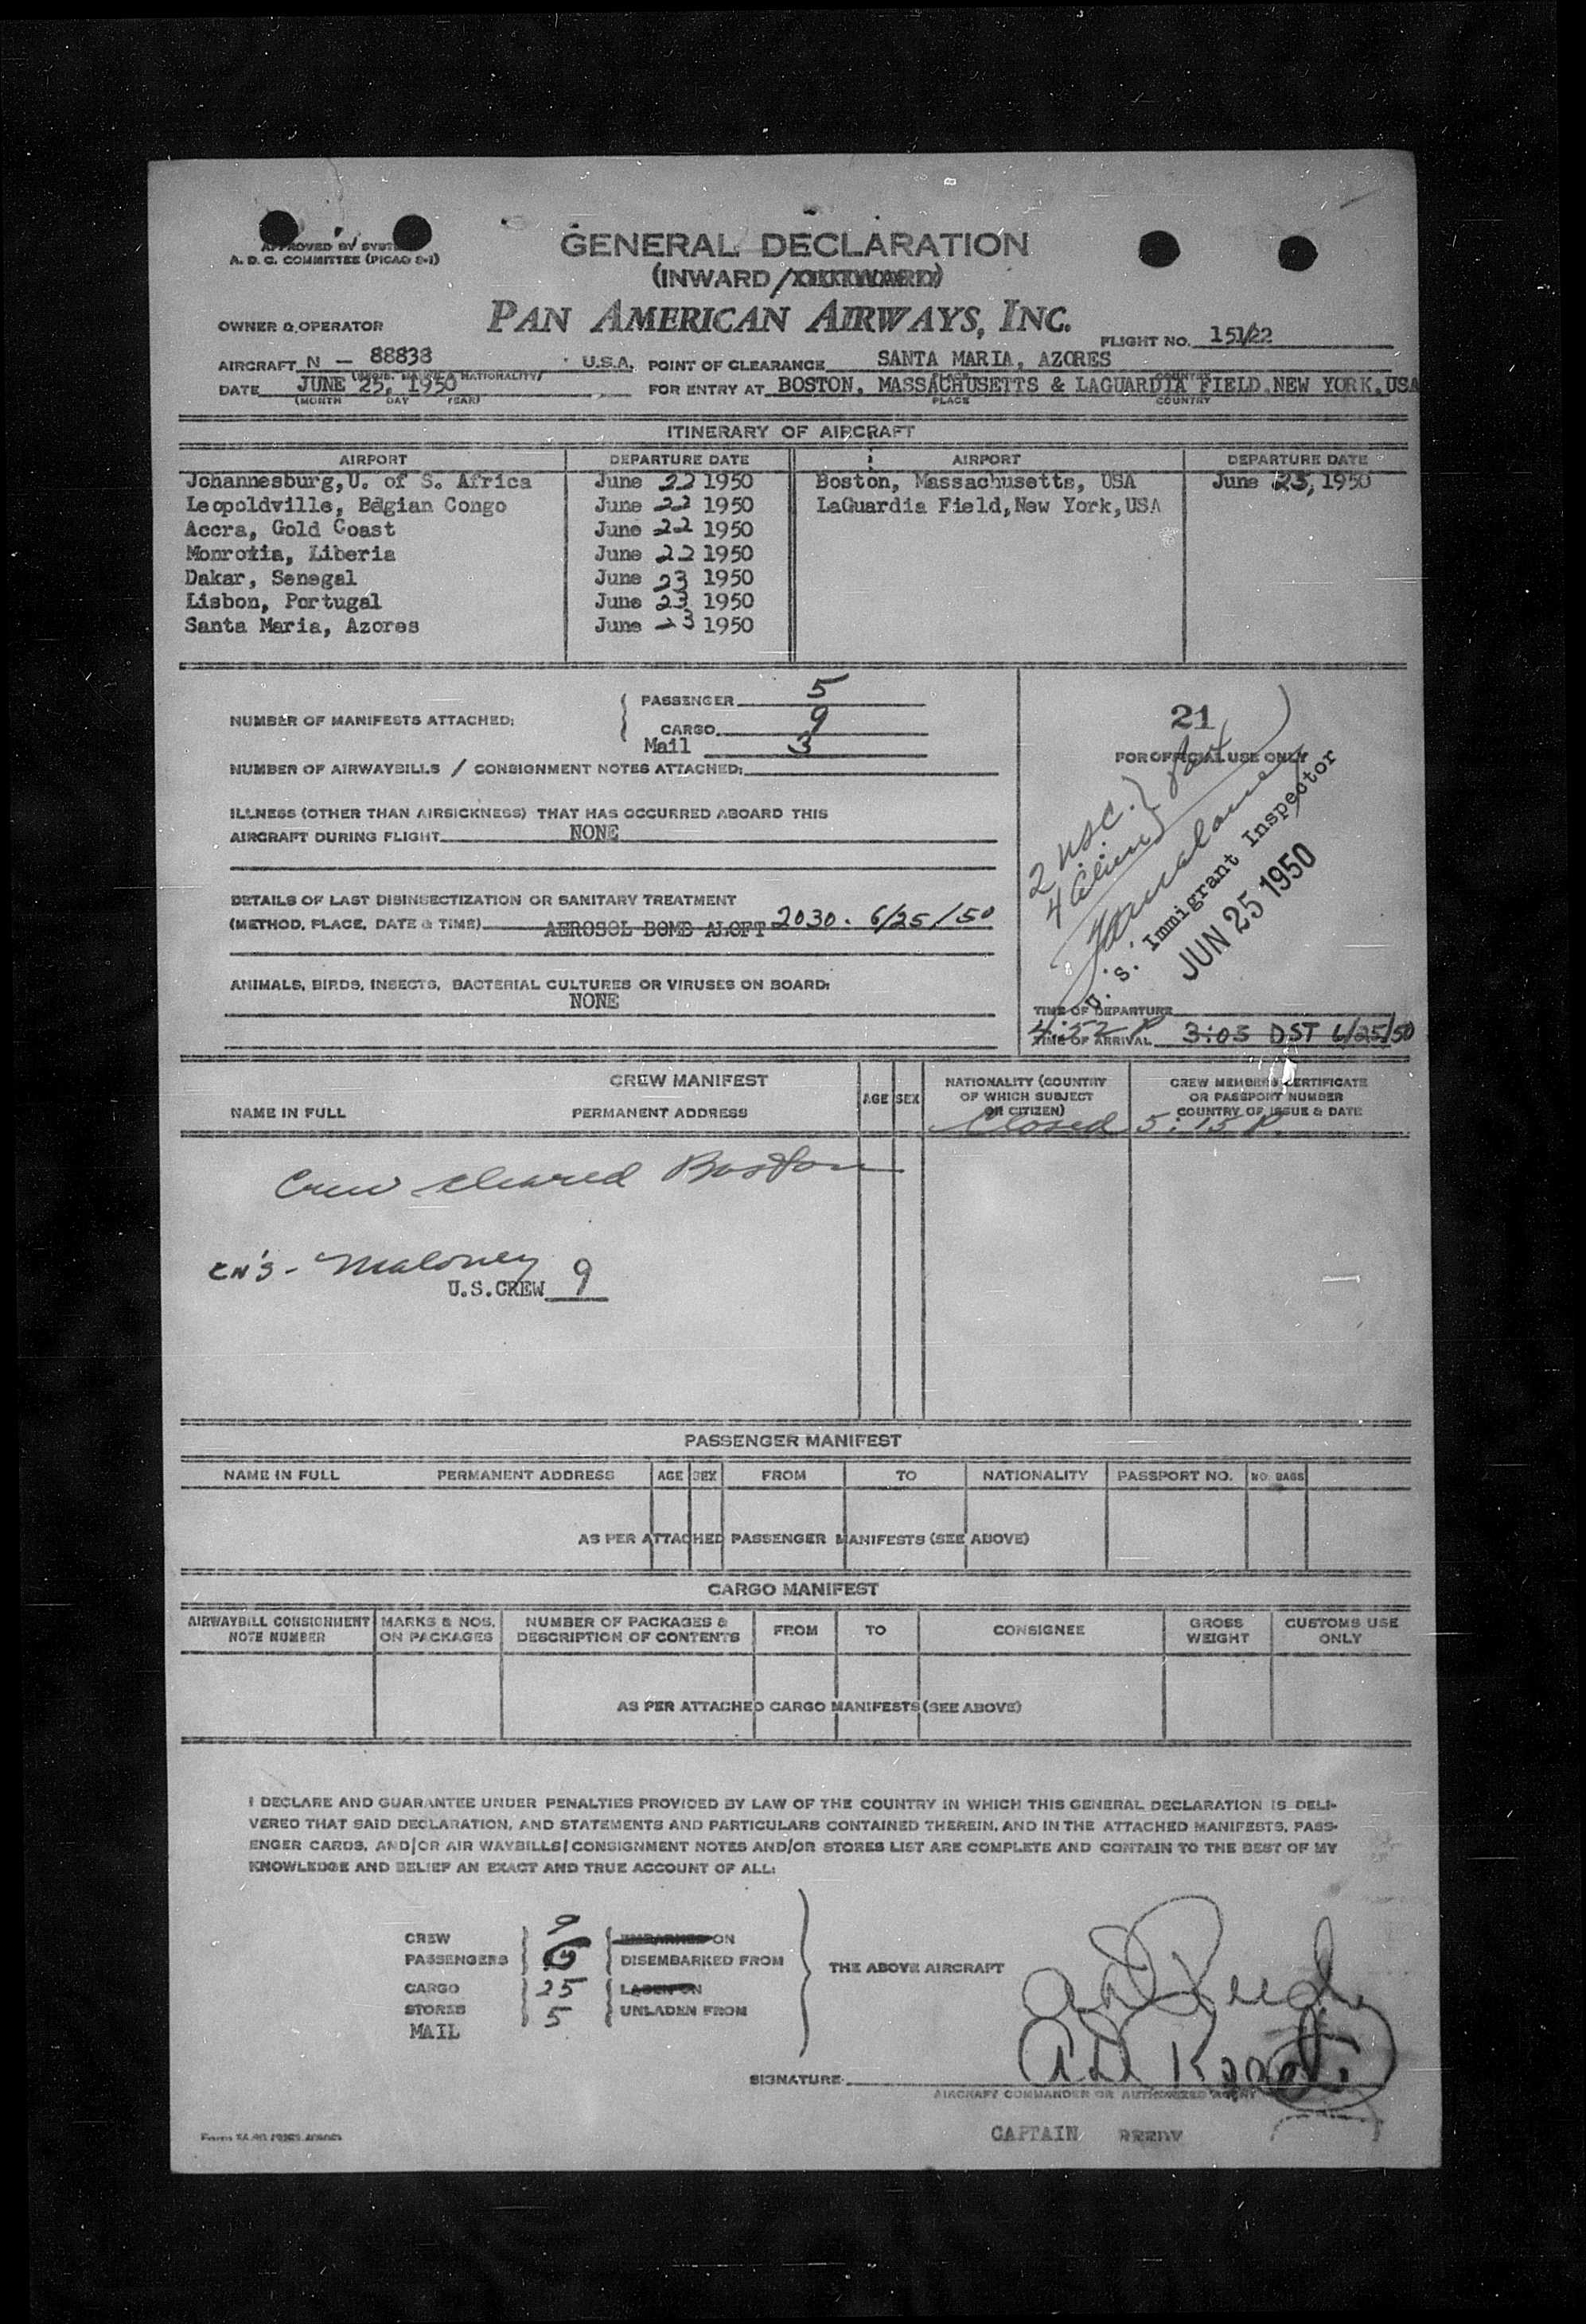 APPROVED BY SYSTEM
A. D. C. COMMITTEE (PICAO 8-1)
GENERAL DECLARATION
(INWARD/OUTWARD)
OWNER & OPERATOR
PAN AMERICAN AIRWAYS, INC.
FLIGHT NO. 151/22
AIRCRAFT N - 88838 U.S.A. POINT OF CLEARANCE SANTA MARIA, AZORES
DATE JUNE 25, 1950 FOR ENTRY AT BOSTON, MASSACHUSETTS & LAGUARDIA FIELD.NEW YORK.USA
(MONTH DAY YEAR) PLACE COUNTRY
ITINERARY OF AIRCRAFT
AIRPORT DEPARTURE DATE AIRPORT DEPARTURE DATE
Johannesburg,U. of S. Africa June 22 1950 Boston, Massachusetts, USA June 25, 1950
Leopoldville, Belgian Congo June 22 1950 LaGuardia Field,New York,USA
Accra, Gold Coast June 22 1950
Monrovia, Liberia June 22 1950
Dakar, Senegal June 23 1950
Lisbon, Portugal June 23 1950
Santa Maria, Azores June 23 1950
NUMBER OF MANIFESTS ATTACHED:
PASSENGER 5
CARGO 9
Mail 3
NUMBER OF AIRWAYBILLS / CONSIGNMENT NOTES ATTACHED:
ILLNESS (OTHER THAN AIRSICKNESS) THAT HAS OCCURRED ABOARD THIS
AIRCRAFT DURING FLIGHT NONE
DETAILS OF LAST DISINSECTIZATION OR SANITARY TREATMENT
(METHOD, PLACE, DATE & TIME) AEROSOL BOMB ALOFT 2030. 6/25/50
ANIMALS, BIRDS, INSECTS, BACTERIAL CULTURES OR VIRUSES ON BOARD:
NONE
21
FOR OFFICIAL USE ONLY
2 USC.
4 Aliens
U. S. Immigrant Inspector
JUN 25 1950
TIME OF DEPARTURE
4:52 P
TIME OF ARRIVAL 3:03 DST 6/25/50
CREW MANIFEST
NAME IN FULL PERMANENT ADDRESS AGE SEX
NATIONALITY (COUNTRY
OF WHICH SUBJECT
OR CITIZEN)
CREW MEMBERS CERTIFICATE
OR PASSPORT NUMBER
COUNTRY OF ISSUE & DATE
Closed 5:15 P.
Crew cleared Boston
Maloney
U.S.CREW 9
PASSENGER MANIFEST
NAME IN FULL PERMANENT ADDRESS AGE SEX FROM TO NATIONALITY PASSPORT NO. NO. BAGS
AS PER ATTACHED PASSENGER MANIFESTS (SEE ABOVE)
CARGO MANIFEST
AIRWAYBILL CONSIGNMENT NOTE NUMBER MARKS & NOS. ON PACKAGES NUMBER OF PACKAGES & DESCRIPTION OF CONTENTS FROM TO CONSIGNEE GROSS WEIGHT CUSTOMS USE ONLY
AS PER ATTACHED CARGO MANIFESTS (SEE ABOVE)
I DECLARE AND GUARANTEE UNDER PENALTIES PROVIDED BY LAW OF THE COUNTRY IN WHICH THIS GENERAL DECLARATION IS DELI-
VERED THAT SAID DECLARATION, AND STATEMENTS AND PARTICULARS CONTAINED THEREIN, AND IN THE ATTACHED MANIFESTS, PASS-
ENGER CARDS, AND/OR AIR WAYBILLS/CONSIGNMENT NOTES AND/OR STORES LIST ARE COMPLETE AND CONTAIN TO THE BEST OF MY
KNOWLEDGE AND BELIEF AN EXACT AND TRUE ACCOUNT OF ALL:
CREW 9 EMBARKED ON
PASSENGERS DISEMBARKED FROM
THE ABOVE AIRCRAFT
CARGO 25 LADEN ON
STORES 5 UNLADEN FROM
MAIL
SIGNATURE
AIRCRAFT COMMANDER OR AUTHORIZED AGENT
CAPTAIN REEDY